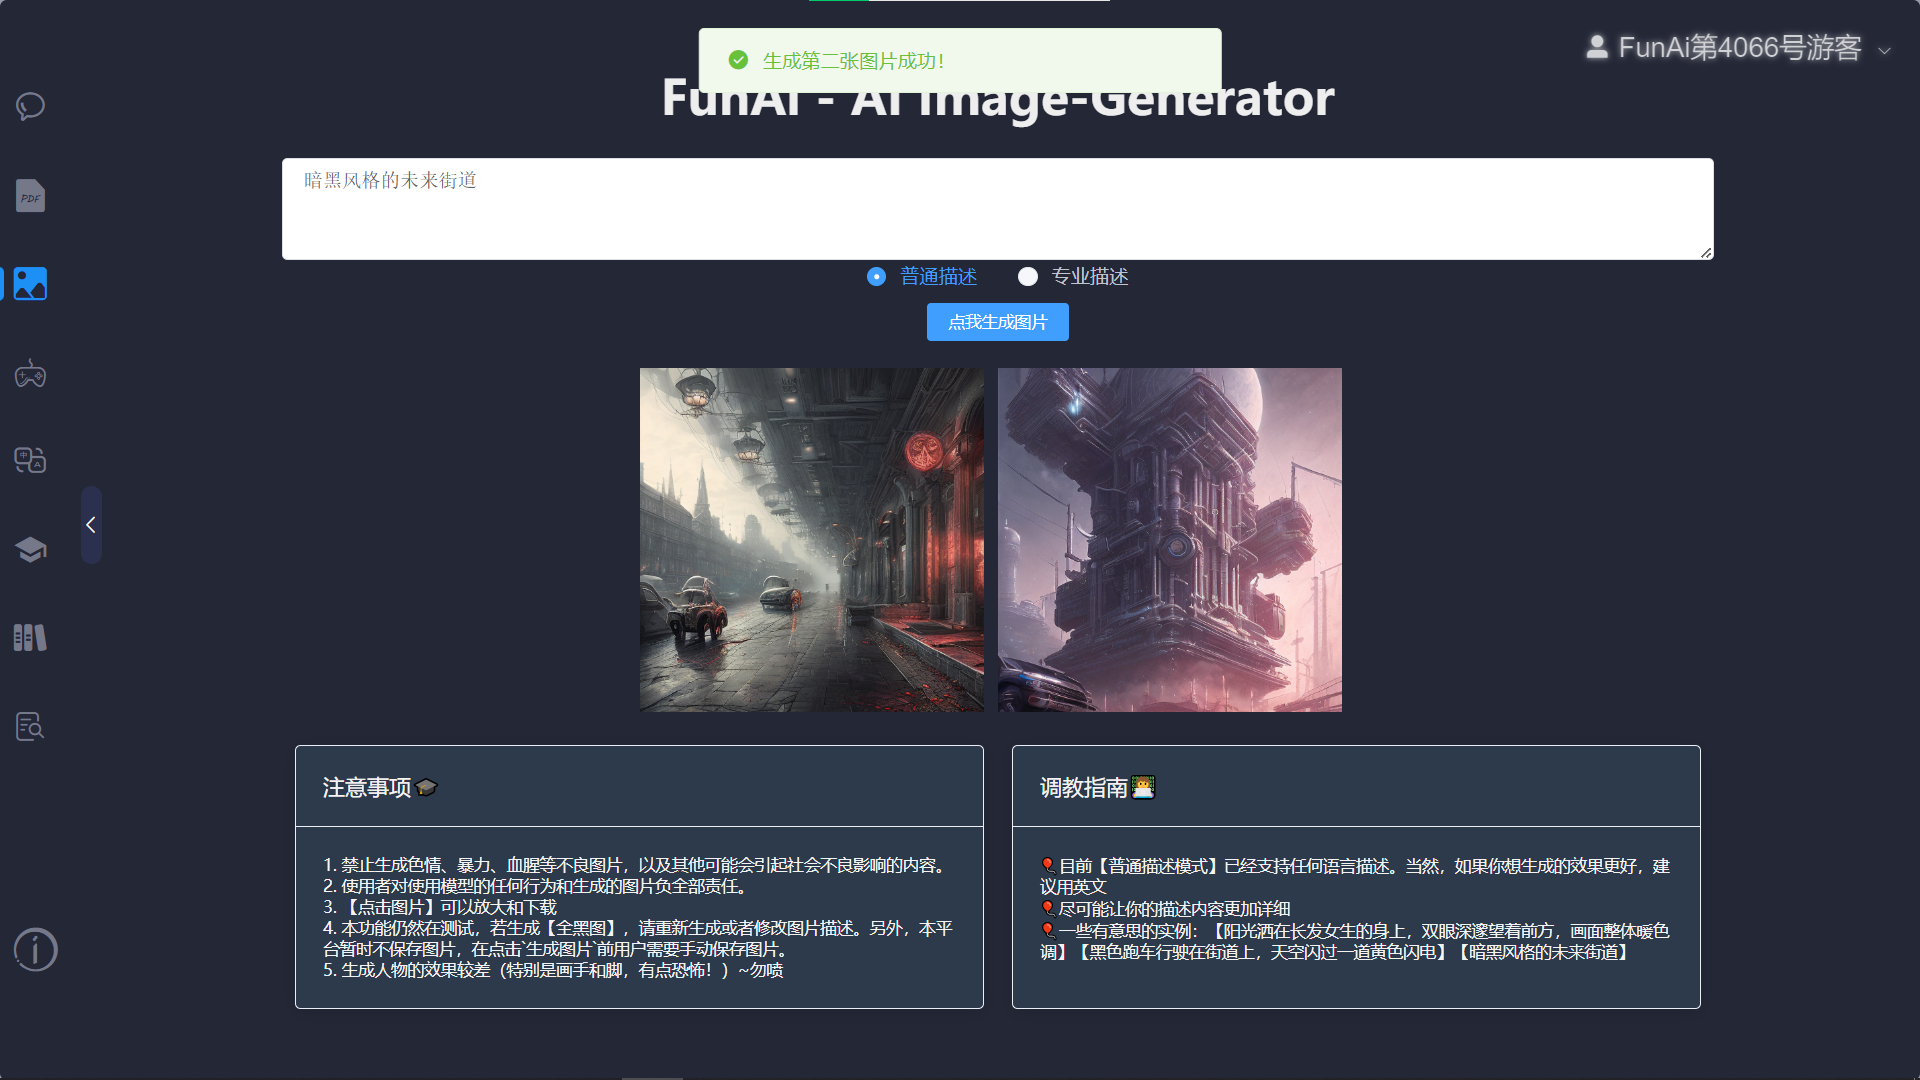 生成第二张图片成功！
FunAi第4066号游客
FunAi - AI Image-Generator
暗黑风格的未来街道
普通描述 专业描述
点我生成图片
PDF
中 A
注意事项🎓
1. 禁止生成色情、暴力、血腥等不良图片，以及其他可能会引起社会不良影响的内容。
2. 使用者对使用模型的任何行为和生成的图片负全部责任。
3. 【点击图片】可以放大和下载
4. 本功能仍然在测试，若生成【全黑图】，请重新生成或者修改图片描述。另外，本平
台暂时不保存图片，在点击`生成图片`前用户需要手动保存图片。
5. 生成人物的效果较差（特别是画手和脚，有点恐怖！）~勿喷
调教指南👨‍💻
🎈目前【普通描述模式】已经支持任何语言描述。当然，如果你想生成的效果更好，建
议用英文
🎈尽可能让你的描述内容更加详细
🎈一些有意思的实例：【阳光洒在长发女生的身上，双眼深邃望着前方，画面整体暖色
调】【黑色跑车行驶在街道上，天空闪过一道黄色闪电】【暗黑风格的未来街道】